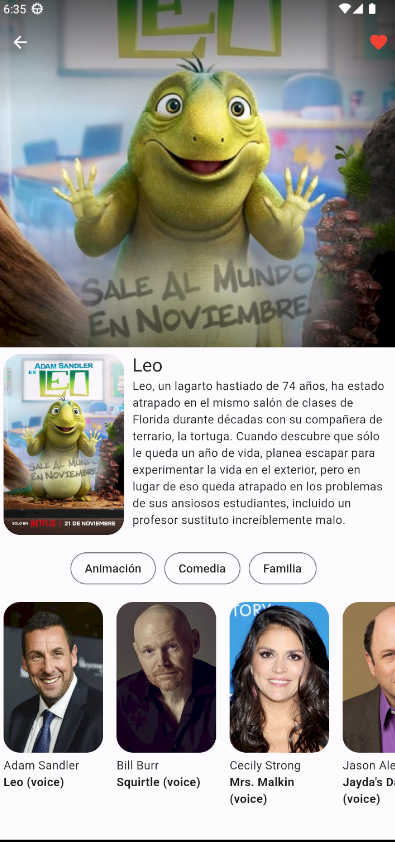 6:35
LEO
SALE AL MUNDO
EN NOVIEMBRE
ADAM SANDLER
ES LEO
SALE AL MUNDO
EN NOVIEMBRE
SOLO EN NETFLIX | 21 DE NOVIEMBRE
Leo
Leo, un lagarto hastiado de 74 años, ha estado
atrapado en el mismo salón de clases de
Florida durante décadas con su compañera de
terrario, la tortuga. Cuando descubre que sólo
le queda un año de vida, planea escapar para
experimentar la vida en el exterior, pero en
lugar de eso queda atrapado en los problemas
de sus ansiosos estudiantes, incluido un
profesor sustituto increíblemente malo.
Animación
Comedia
Familia
TORY
Adam Sandler
Leo (voice)
Bill Burr
Squirtle (voice)
Cecily Strong
Mrs. Malkin
(voice)
Jason Ale
Jayda's Da
(voice)